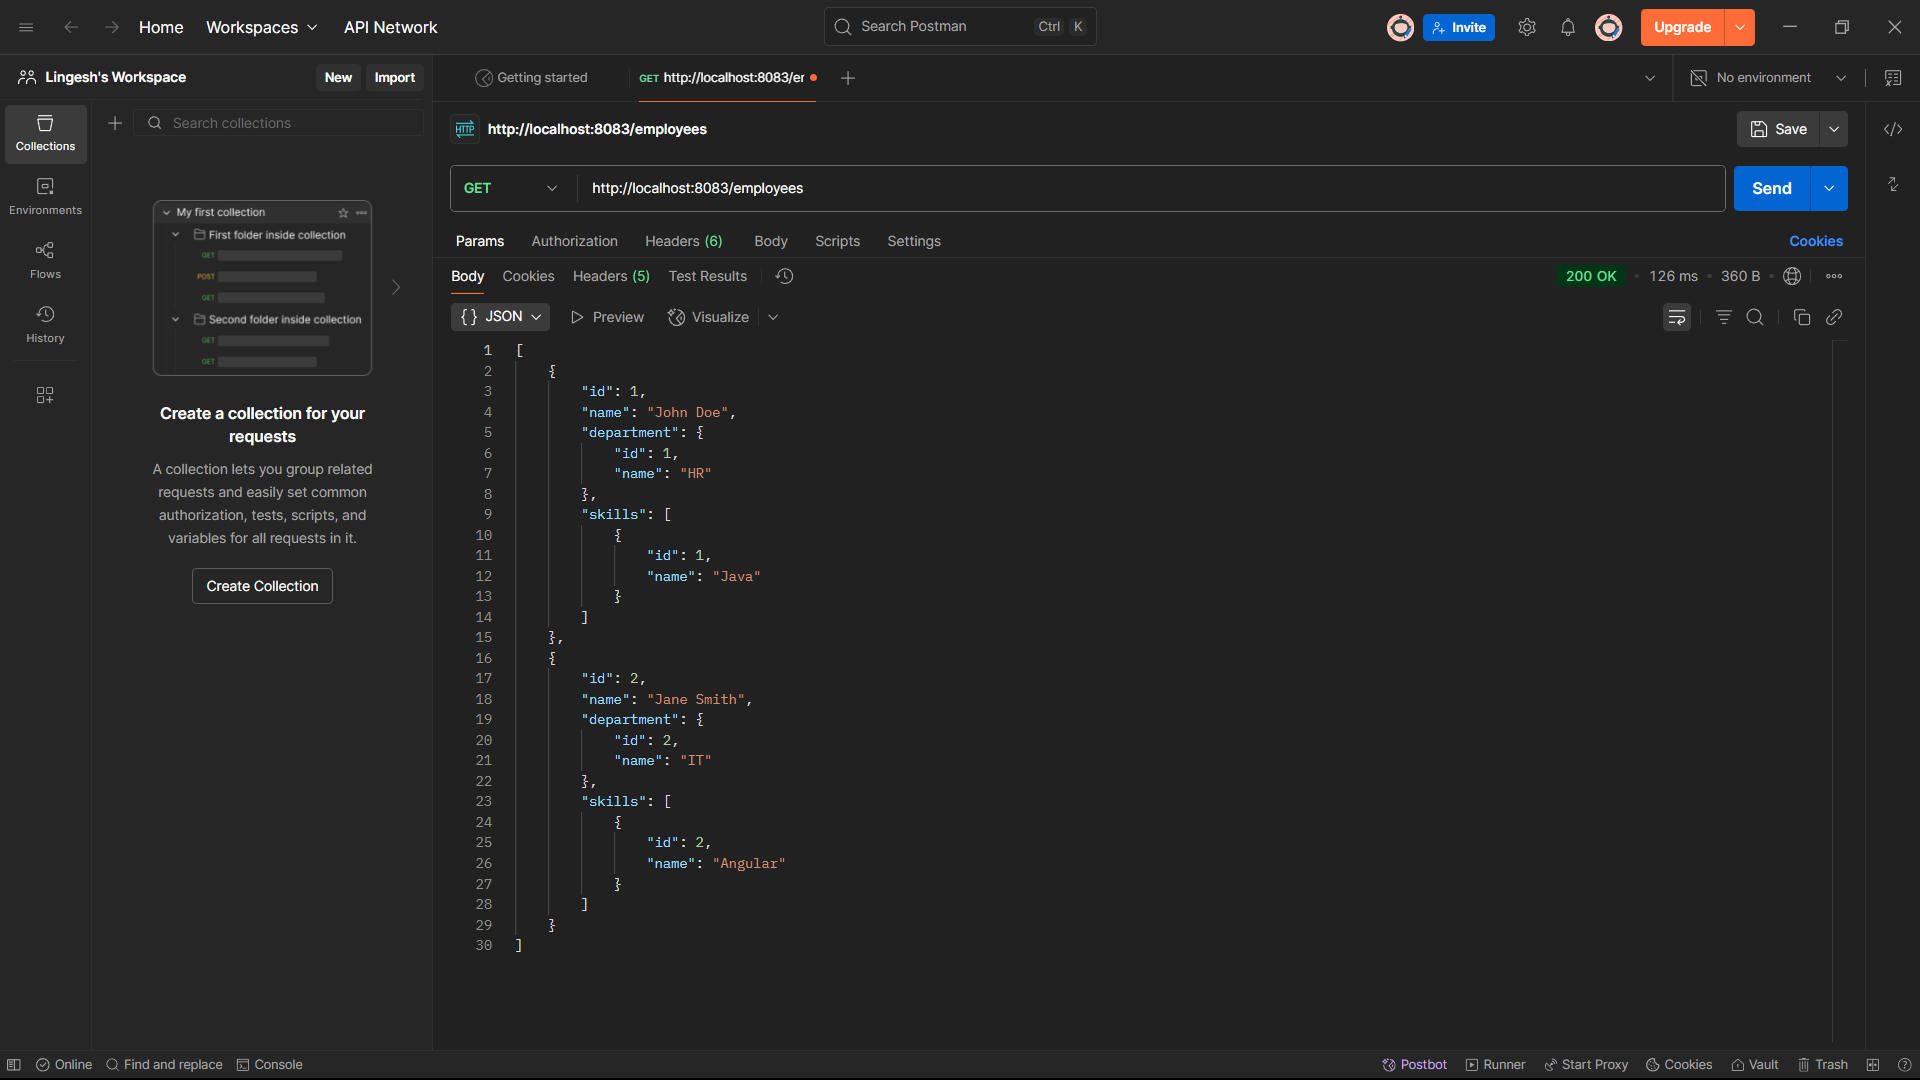 Home
Workspaces
API Network
Search Postman
Ctrl K
Invite
Upgrade
Lingesh's Workspace
New
Import
Getting started
GET http://localhost:8083/er
No environment
Collections
Environments
Flows
History
Search collections
My first collection
First folder inside collection
GET
POST
GET
Second folder inside collection
GET
GET
Create a collection for your
requests
A collection lets you group related
requests and easily set common
authorization, tests, scripts, and
variables for all requests in it.
Create Collection
HTTP http://localhost:8083/employees
Save
GET http://localhost:8083/employees
Send
Params Authorization Headers (6) Body Scripts Settings
Cookies
Body Cookies Headers (5) Test Results
200 OK • 126 ms • 360 B
{} JSON Preview Visualize
1 [
2 {
3 "id": 1,
4 "name": "John Doe",
5 "department": {
6 "id": 1,
7 "name": "HR"
8 },
9 "skills": [
10 {
11 "id": 1,
12 "name": "Java"
13 }
14 ]
15 },
16 {
17 "id": 2,
18 "name": "Jane Smith",
19 "department": {
20 "id": 2,
21 "name": "IT"
22 },
23 "skills": [
24 {
25 "id": 2,
26 "name": "Angular"
27 }
28 ]
29 }
30 ]
Online Find and replace Console
Postbot Runner Start Proxy Cookies Vault Trash